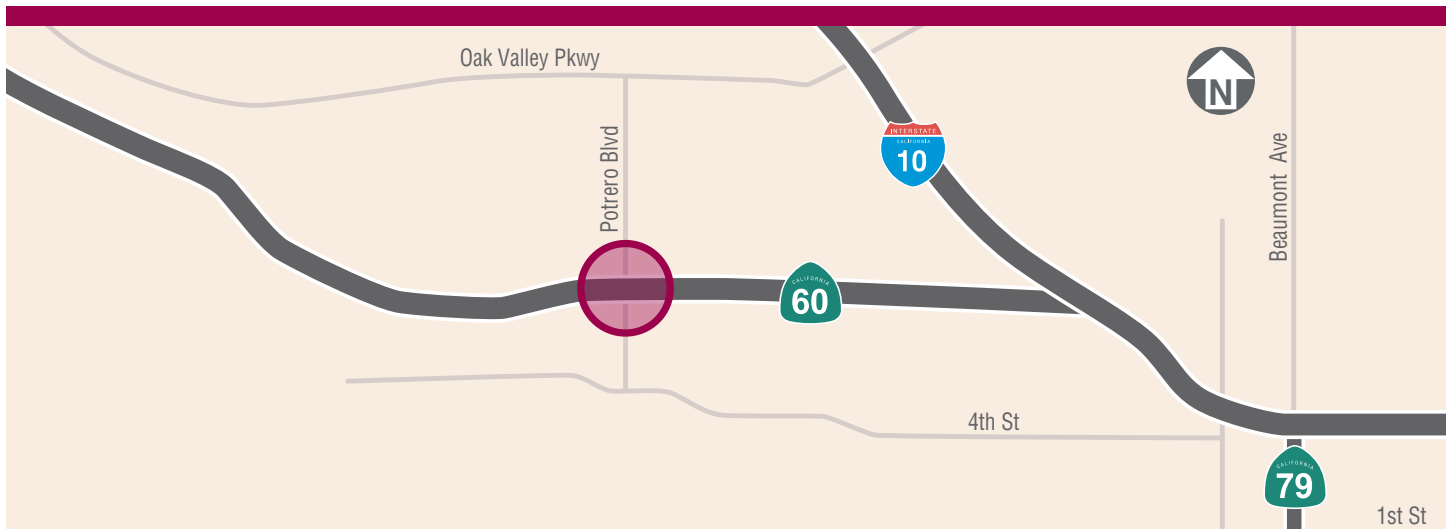 Oak Valley Pkwy
N
INTERSTATE
CALIFORNIA
10
Potrero Blvd
Beaumont Ave
CALIFORNIA
60
4th St
CALIFORNIA
79
1st St